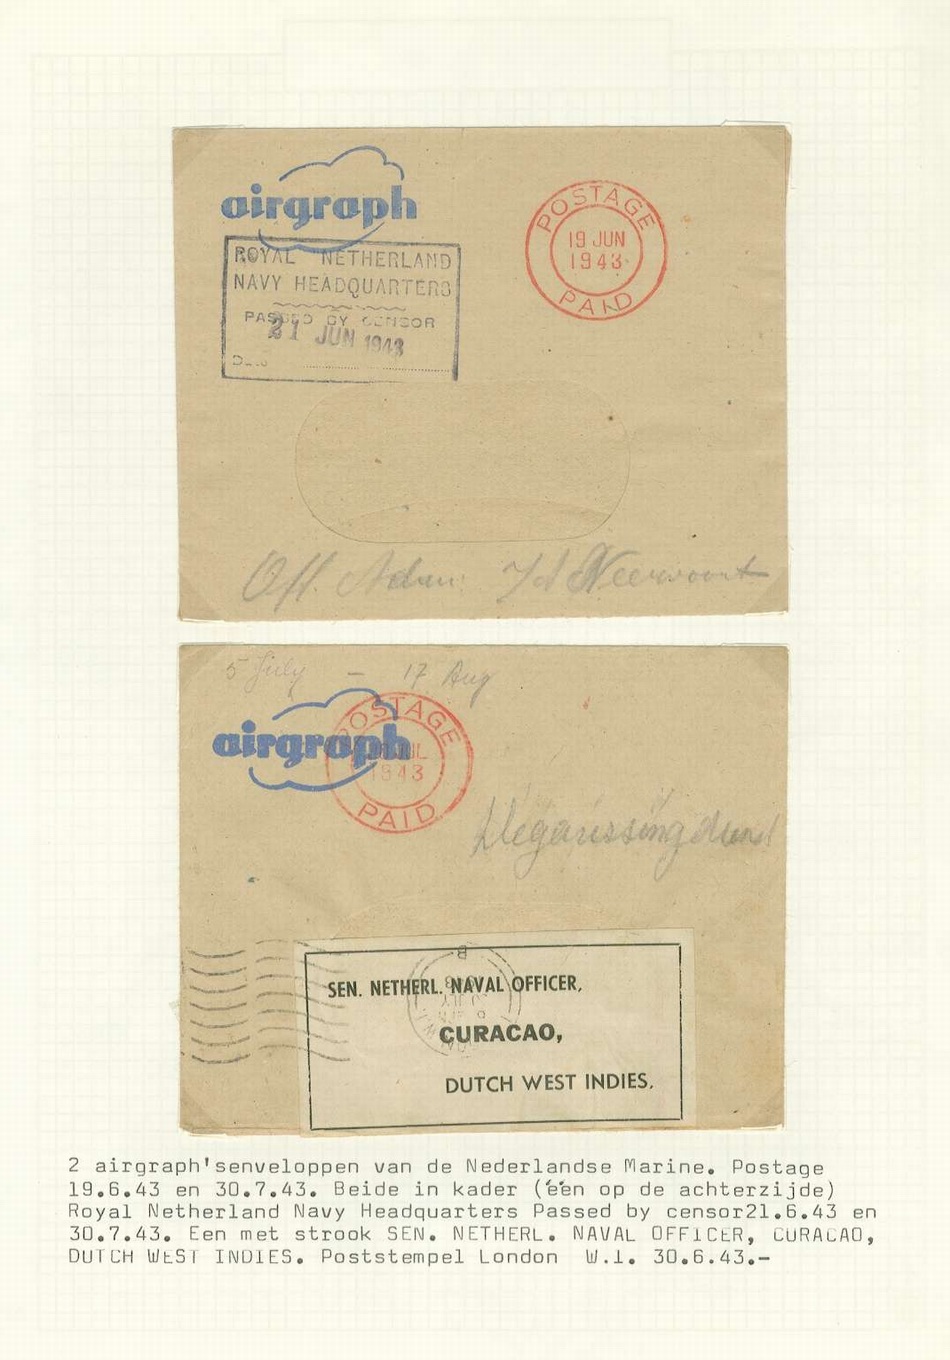 airgraph
POSTAGE
19 JUN
1943
PAID
ROYAL NETHERLAND
NAVY HEADQUARTERS
PASSED BY CENSOR
21 JUN 1943
Off. Adm.
5 July – 17 Aug
airgraph
POSTAGE
JUL
1943
PAID
SEN. NETHERL. NAVAL OFFICER,
CURACAO,
DUTCH WEST INDIES.
2 airgraph'senveloppen van de Nederlandse Marine. Postage
19.6.43 en 30.7.43. Beide in kader (één op de achterzijde)
Royal Netherland Navy Headquarters Passed by censor21.6.43 en
30.7.43. Een met strook SEN. NETHERL. NAVAL OFFICER, CURACAO,
DUTCH WEST INDIES. Poststempel London W.1. 30.6.43.-